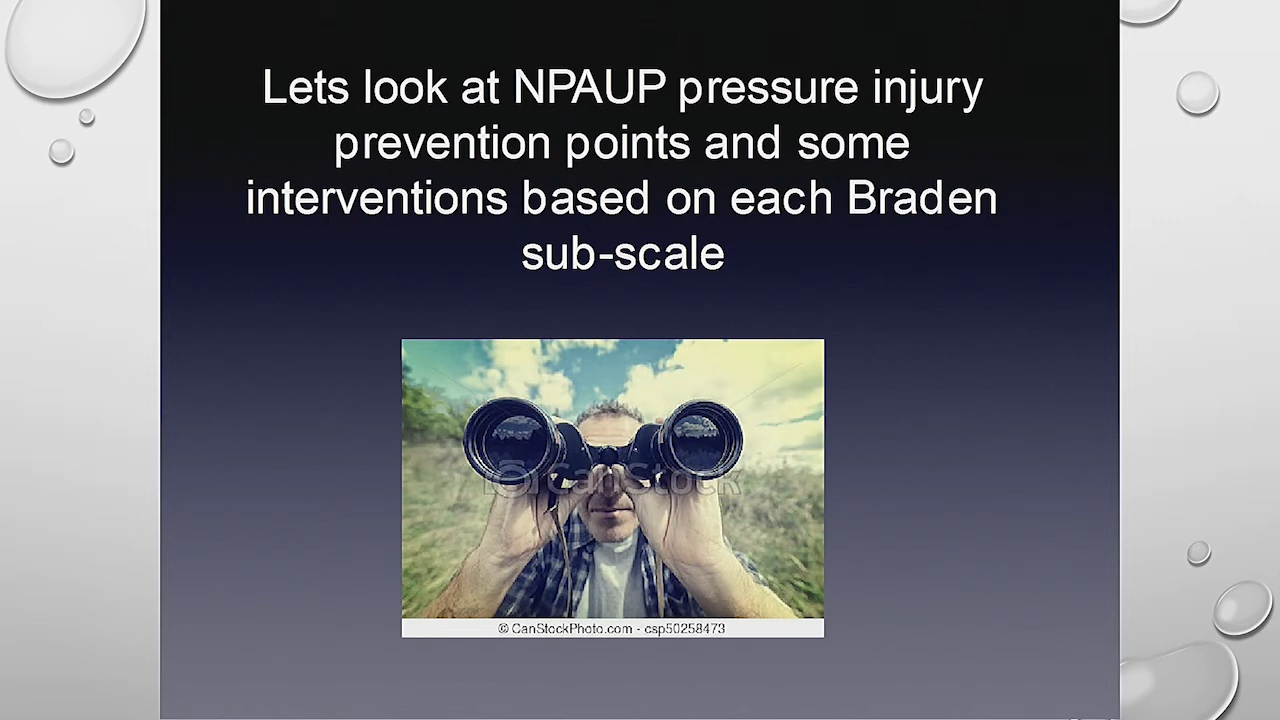 Lets look at NPAUP pressure injury
prevention points and some
interventions based on each Braden
sub-scale
CanStock
© CanStockPhoto.com - csp50258473